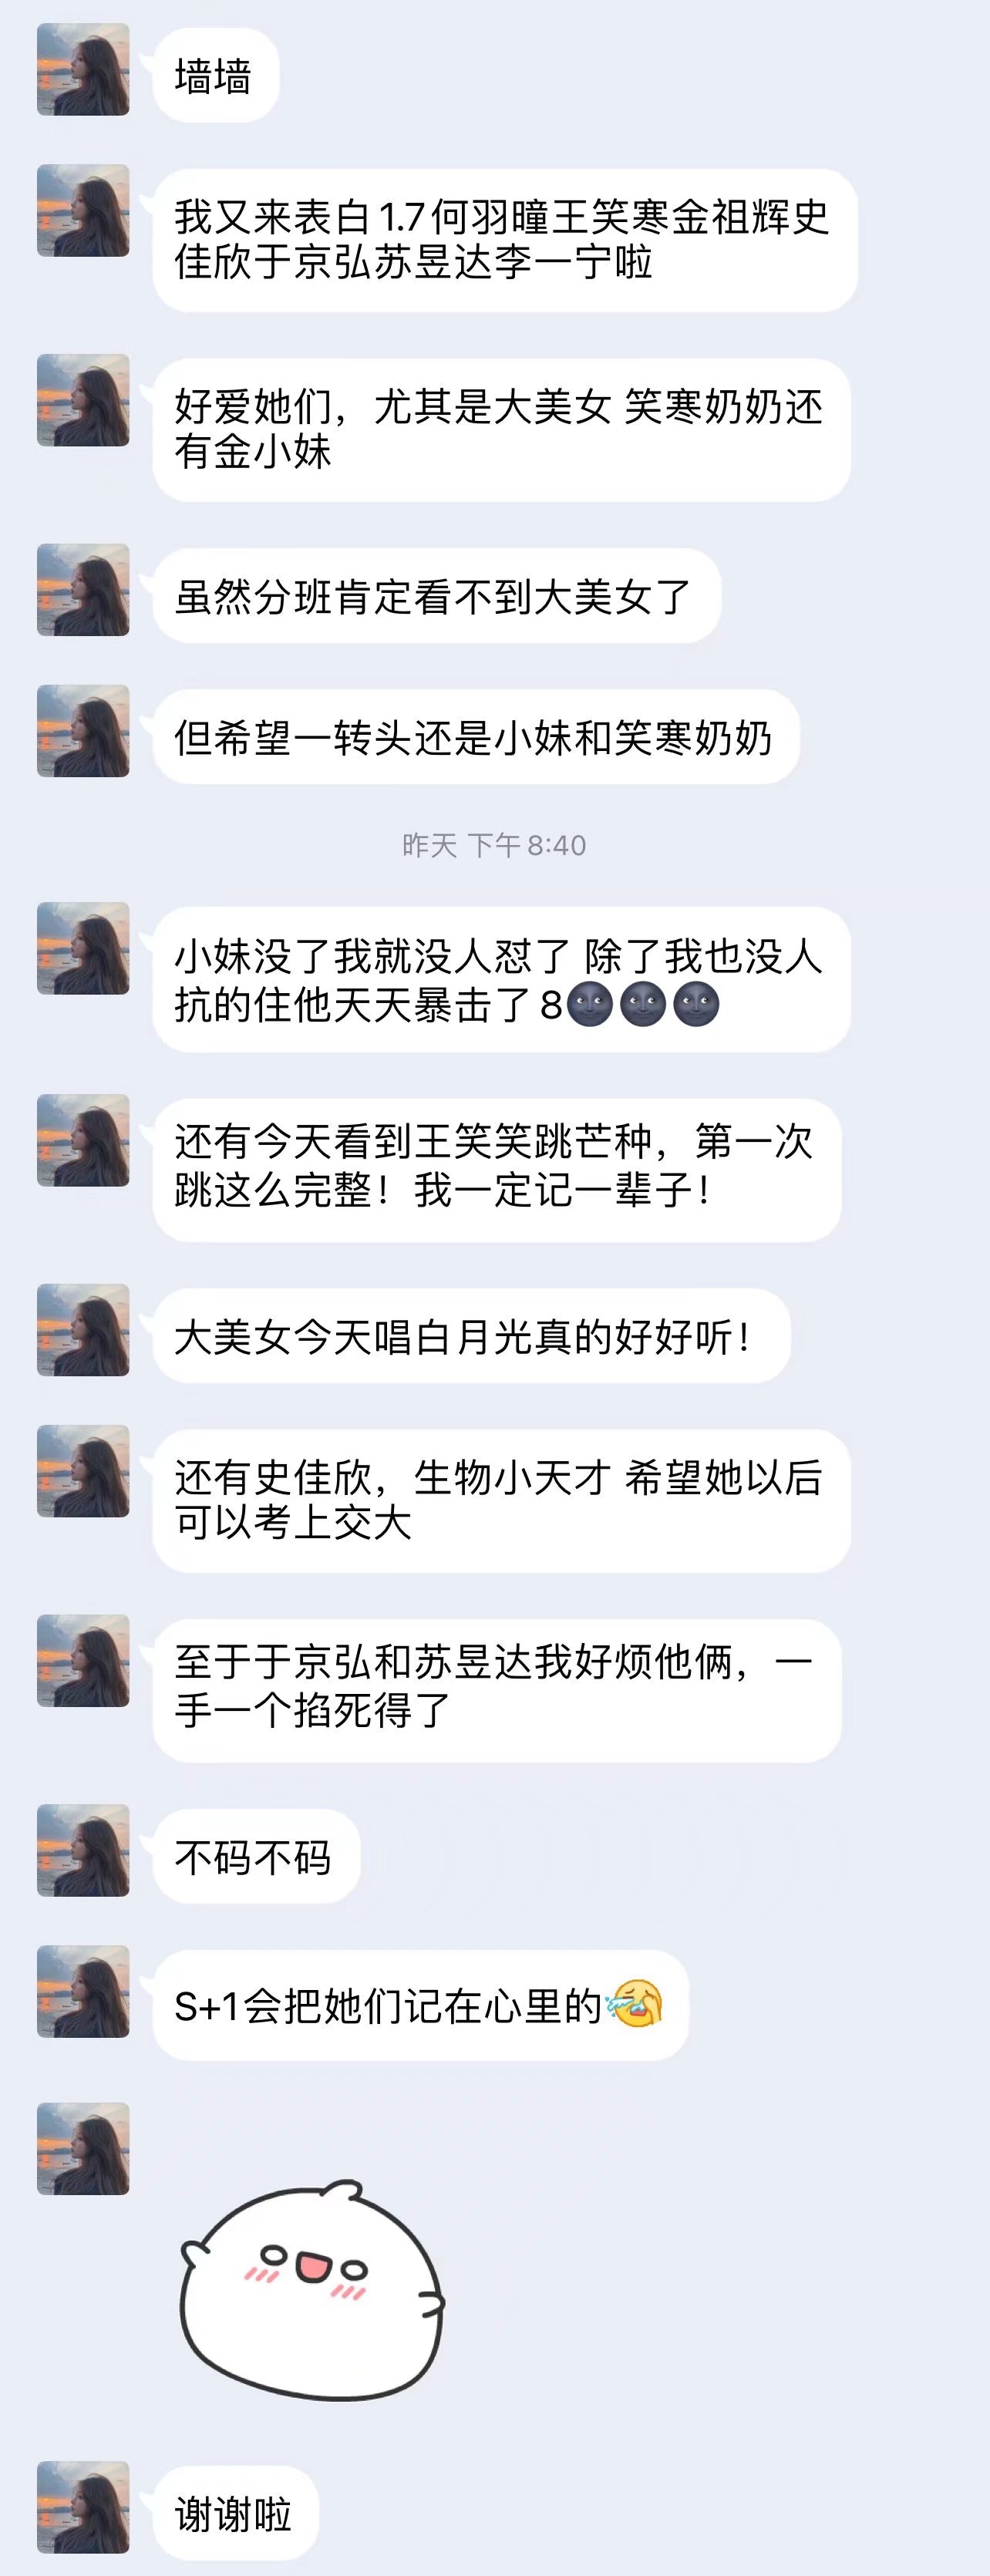 墙墙
我又来表白1.7何羽曈王笑寒金祖辉史
佳欣于京弘苏昱达李一宁啦
好爱她们，尤其是大美女 笑寒奶奶还
有金小妹
虽然分班肯定看不到大美女了
但希望一转头还是小妹和笑寒奶奶
昨天 下午8:40
小妹没了我就没人怼了 除了我也没人
抗的住他天天暴击了8🌚🌚🌚
还有今天看到王笑笑跳芒种，第一次
跳这么完整！我一定记一辈子！
大美女今天唱白月光真的好好听！
还有史佳欣，生物小天才 希望她以后
可以考上交大
至于于京弘和苏昱达我好烦他俩，一
手一个掐死得了
不码不码
S+1会把她们记在心里的
谢谢啦